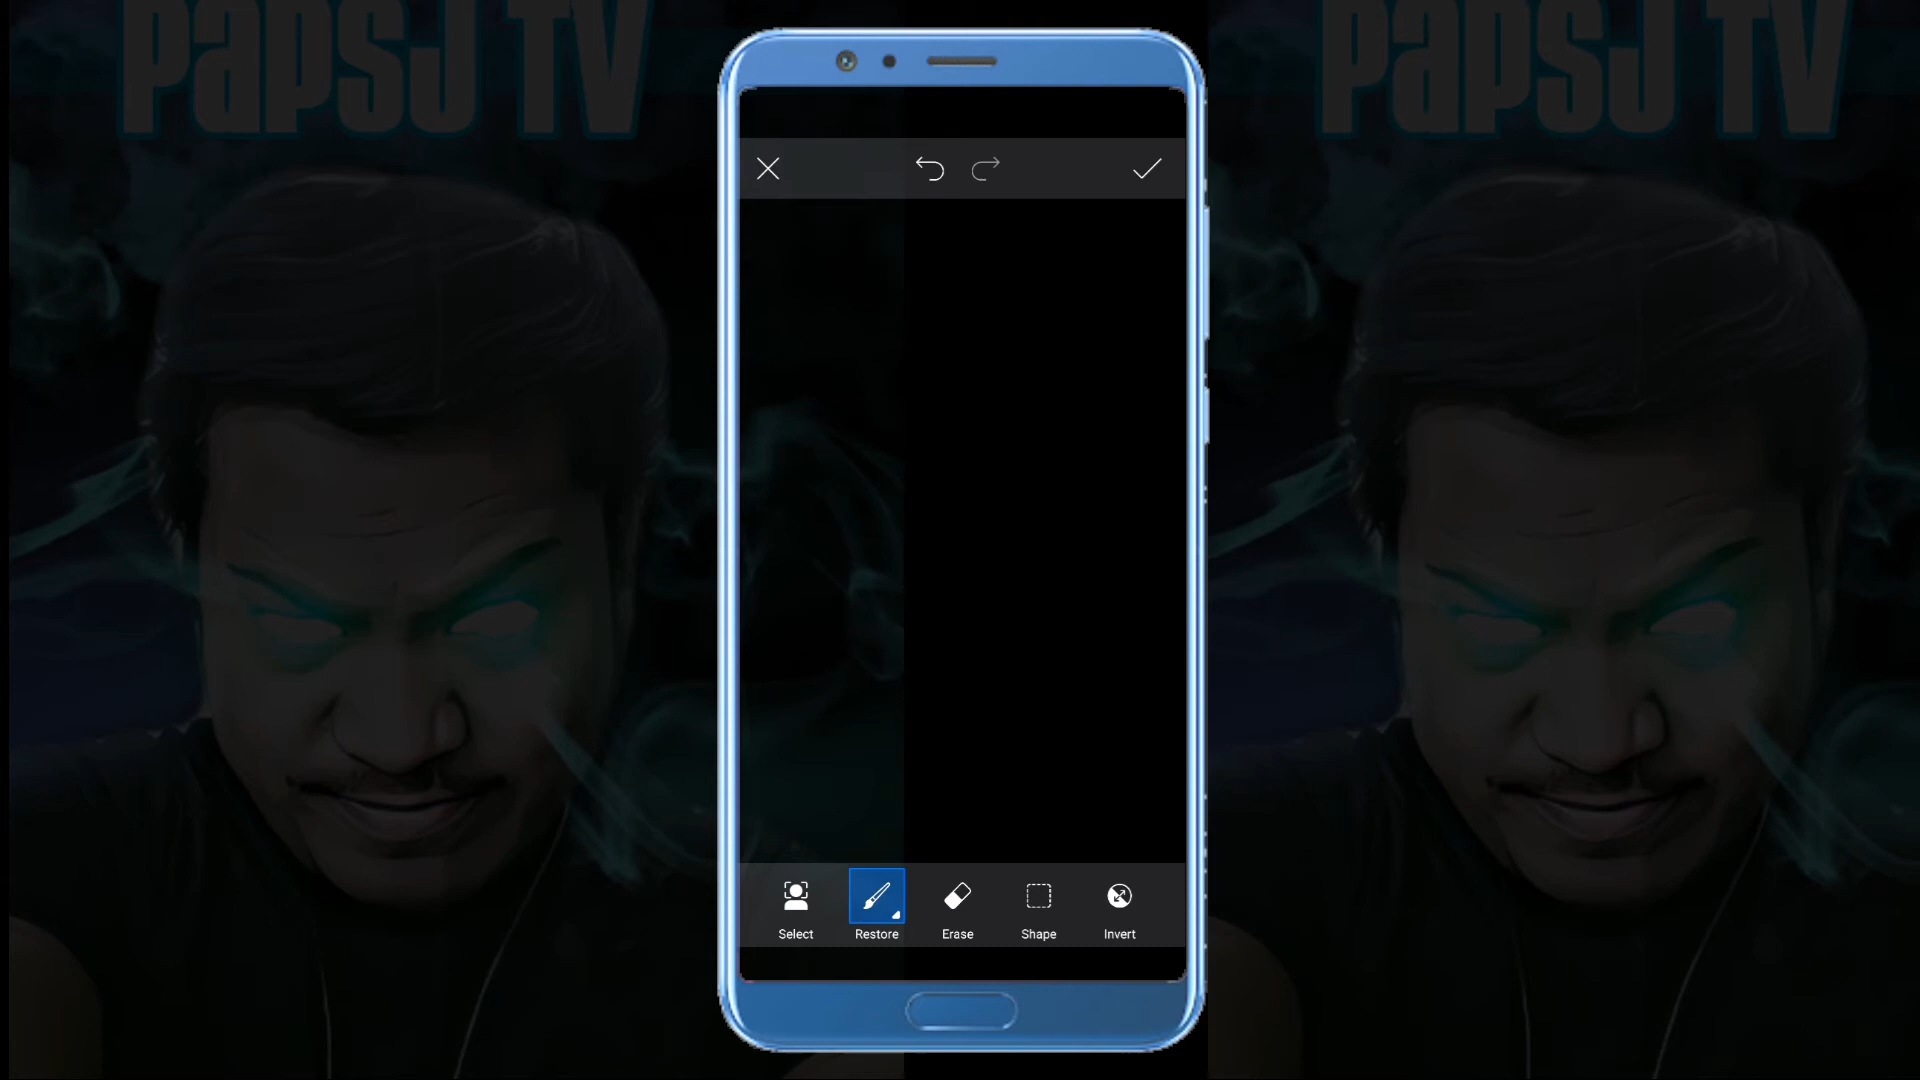 PAPSJ TV
PAPSJ TV
Select
Restore
Erase
Shape
Invert